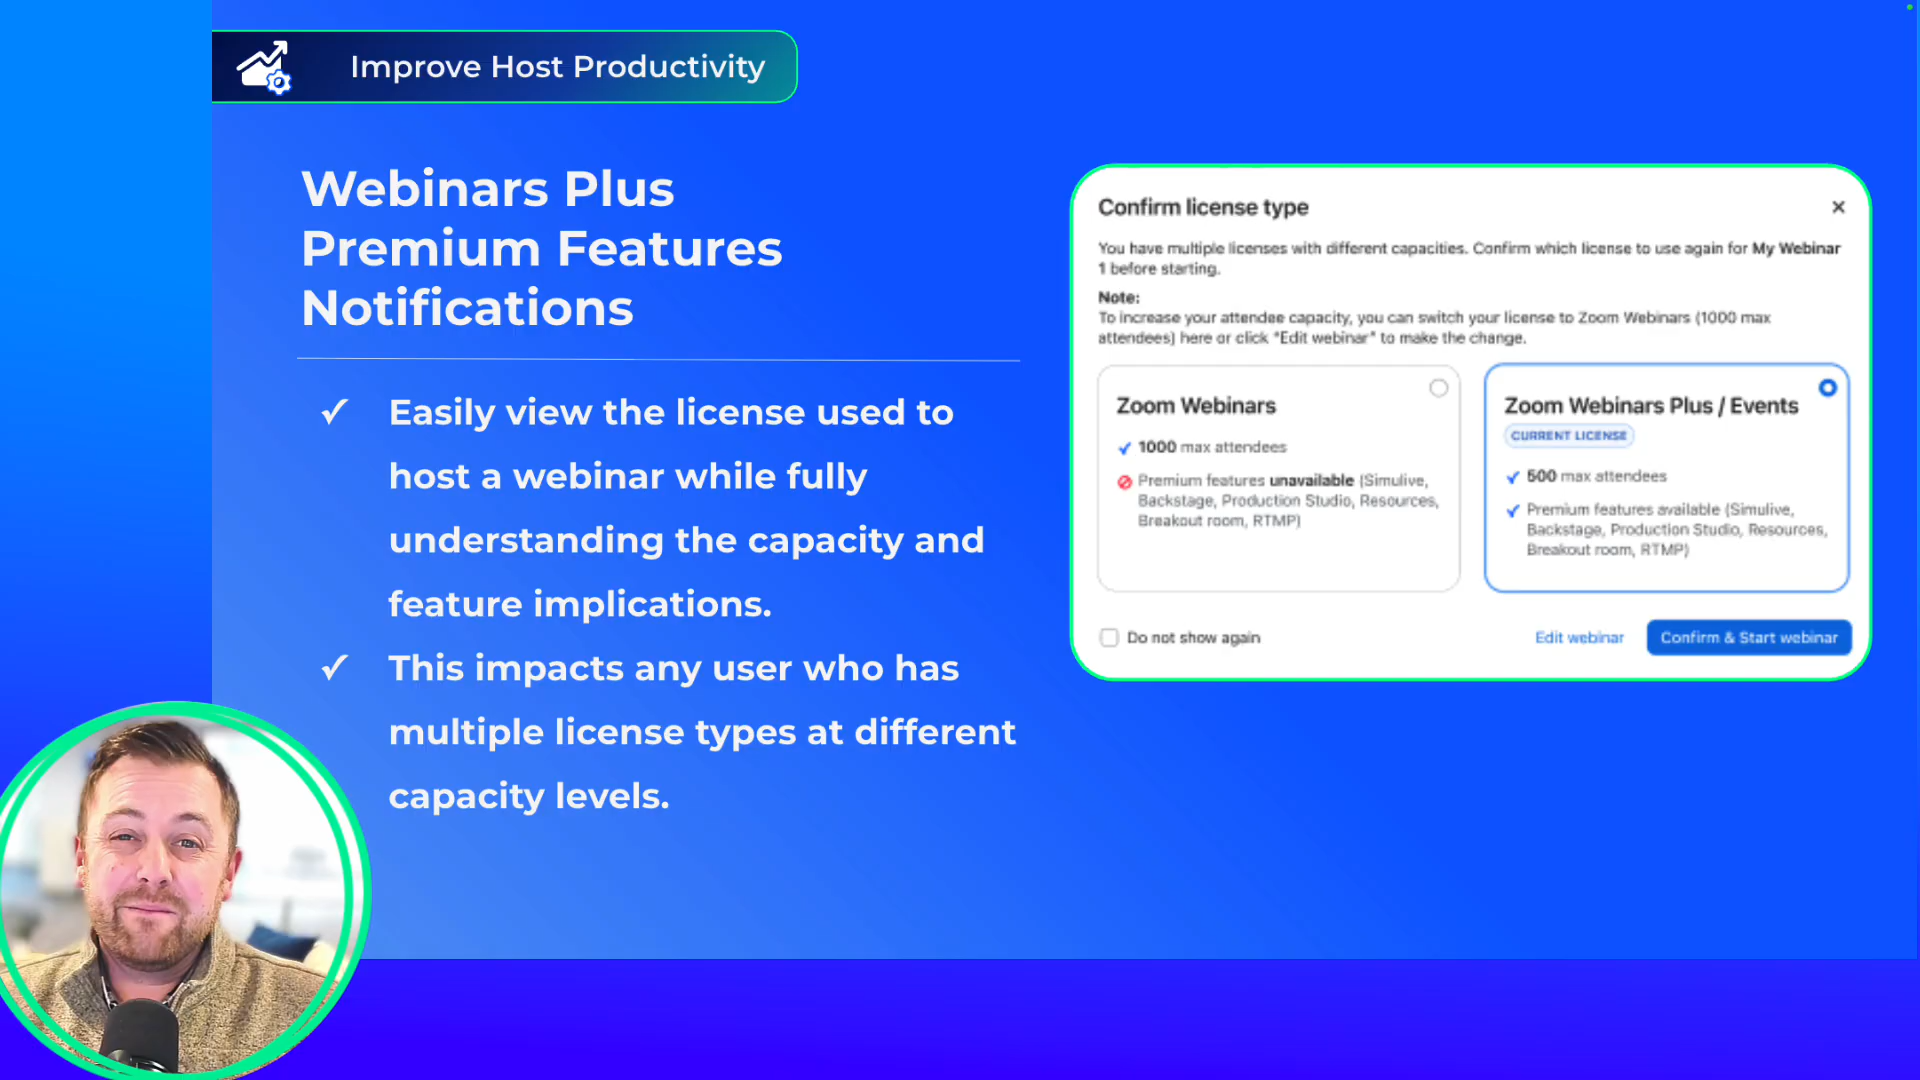 Improve Host Productivity
Webinars Plus
Premium Features
Notifications
✓ Easily view the license used to
host a webinar while fully
understanding the capacity and
feature implications.
✓ This impacts any user who has
multiple license types at different
capacity levels.
Confirm license type
You have multiple licenses with different capacities. Confirm which license to use again for My Webinar
1 before starting.
Note:
To increase your attendee capacity, you can switch your license to Zoom Webinars (1000 max
attendees) here or click "Edit webinar" to make the change.
Zoom Webinars
1000 max attendees
Premium features unavailable (Simulive,
Backstage, Production Studio, Resources,
Breakout room, RTMP)
Zoom Webinars Plus / Events
CURRENT LICENSE
500 max attendees
Premium features available (Simulive,
Backstage, Production Studio, Resources,
Breakout room, RTMP)
Do not show again
Edit webinar
Confirm & Start webinar